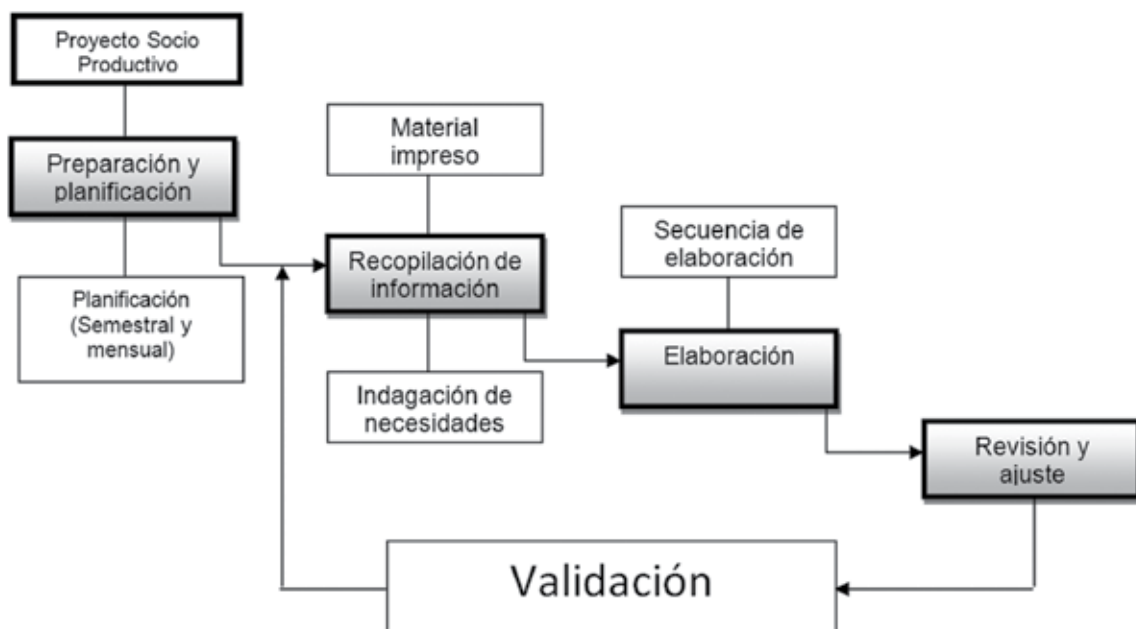 Proyecto Socio
Productivo
Preparación y
planificación
Planificación
(Semestral y
mensual)
Material
impreso
Recopilación de
información
Indagación de
necesidades
Secuencia de
elaboración
Elaboración
Revisión y
ajuste
Validación